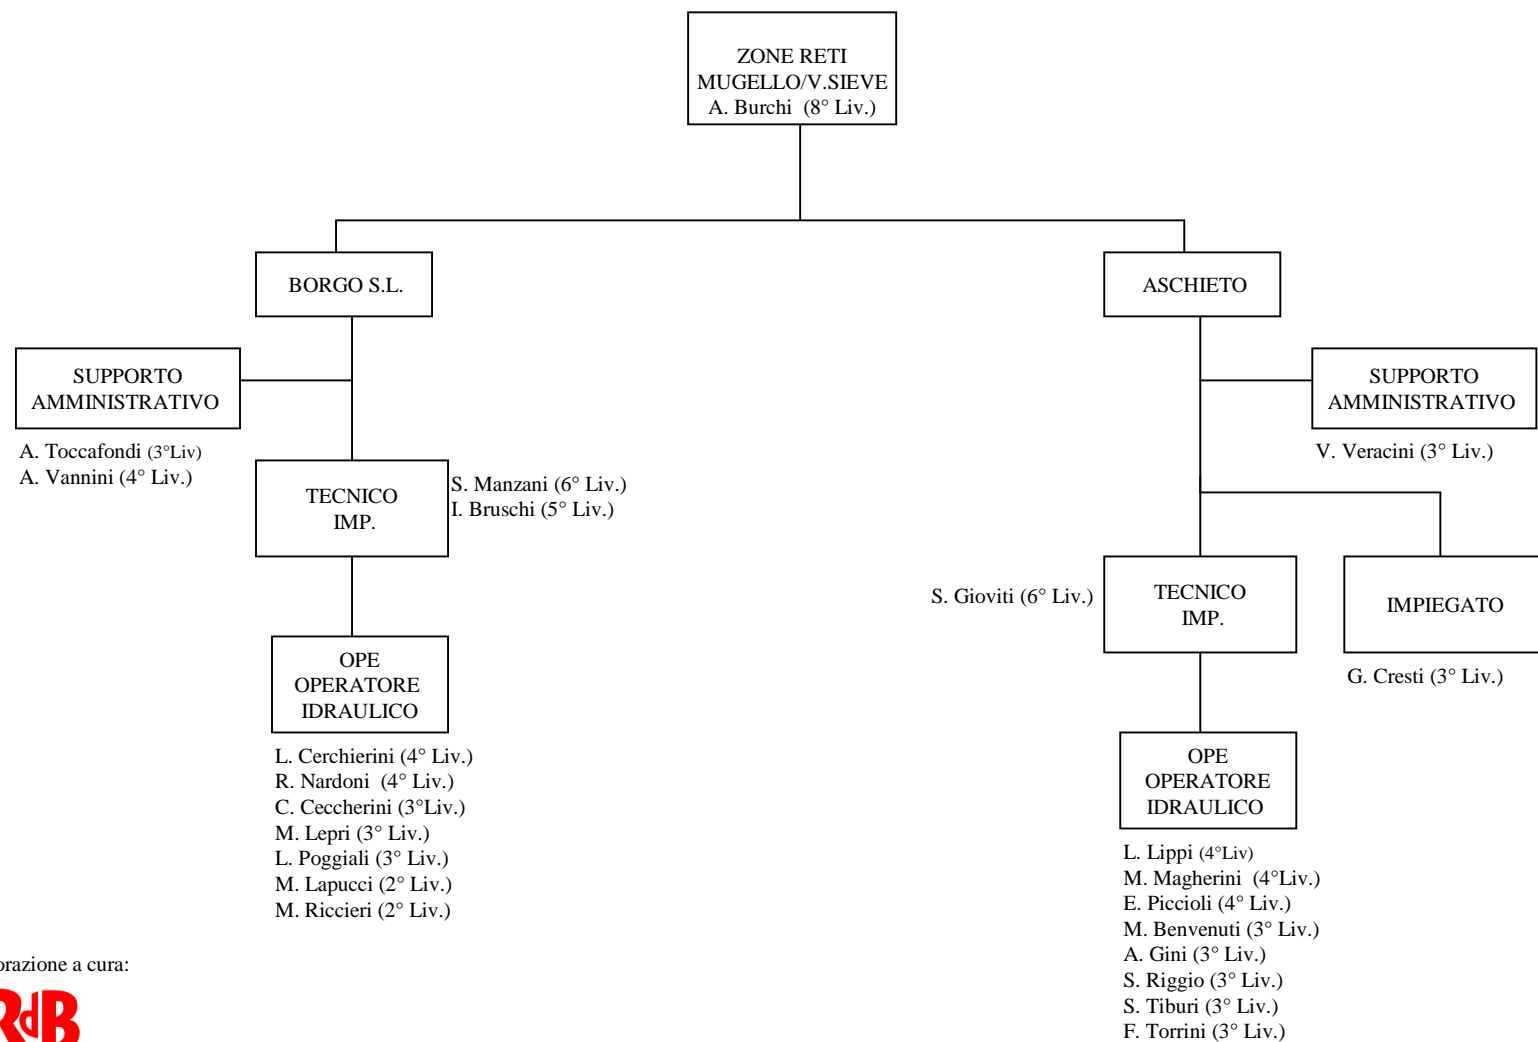 ZONE RETI
MUGELLO/V.SIEVE
A. Burchi (8° Liv.)
BORGO S.L.
ASCHIETO
SUPPORTO
AMMINISTRATIVO
A. Toccafondi (3°Liv)
A. Vannini (4° Liv.)
SUPPORTO
AMMINISTRATIVO
V. Veracini (3° Liv.)
TECNICO
IMP.
S. Manzani (6° Liv.)
I. Bruschi (5° Liv.)
S. Gioviti (6° Liv.)
TECNICO
IMP.
IMPIEGATO
G. Cresti (3° Liv.)
OPE
OPERATORE
IDRAULICO
L. Cerchierini (4° Liv.)
R. Nardoni (4° Liv.)
C. Ceccherini (3°Liv.)
M. Lepri (3° Liv.)
L. Poggiali (3° Liv.)
M. Lapucci (2° Liv.)
M. Riccieri (2° Liv.)
OPE
OPERATORE
IDRAULICO
L. Lippi (4°Liv)
M. Magherini (4°Liv.)
E. Piccioli (4° Liv.)
M. Benvenuti (3° Liv.)
A. Gini (3° Liv.)
S. Riggio (3° Liv.)
S. Tiburi (3° Liv.)
F. Torrini (3° Liv.)
orazione a cura:
RdB